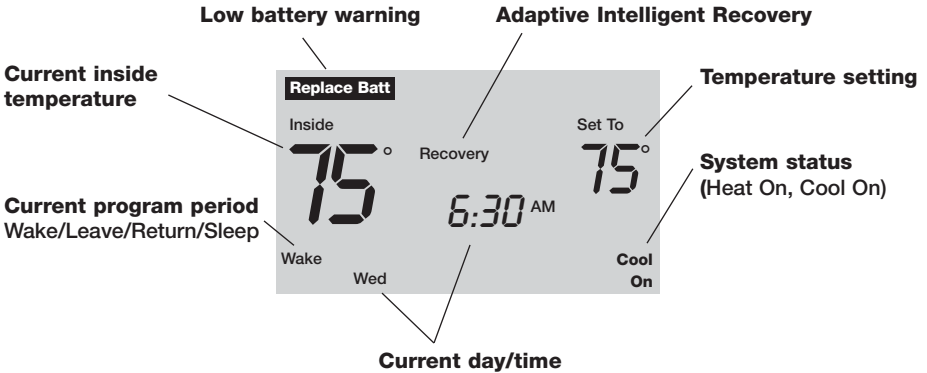 Low battery warning
Adaptive Intelligent Recovery
Current inside
temperature
Replace Batt
Temperature setting
Inside
Set To
75°
Recovery
75°
System status
(Heat On, Cool On)
Current program period
Wake/Leave/Return/Sleep
6:30 AM
Wake
Cool
On
Wed
Current day/time